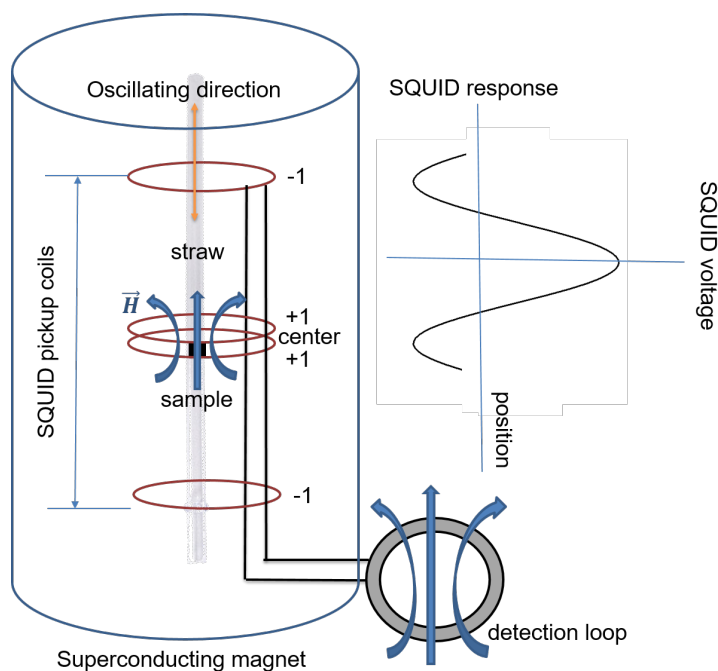 Oscillating direction
SQUID response
-1
SQUID pickup coils
straw
SQUID voltage
H
+1
center
+1
sample
position
-1
detection loop
Superconducting magnet